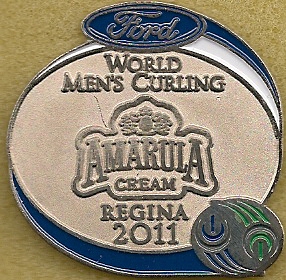 Ford
WORLD
MEN'S CURLING
AMARULA
CREAM
REGINA
2011